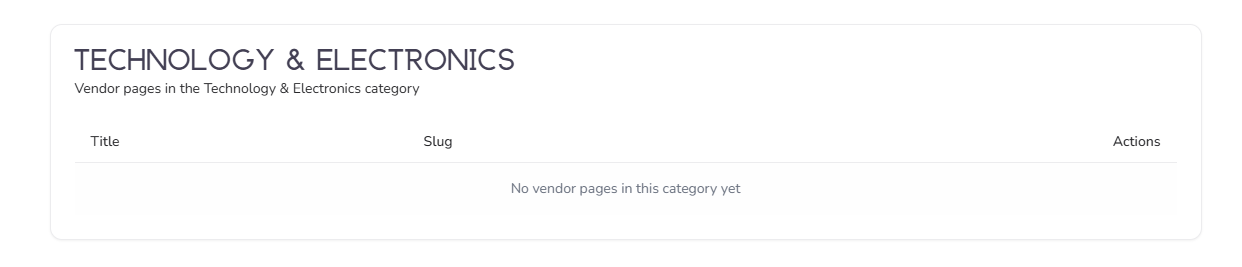 TECHNOLOGY & ELECTRONICS
Vendor pages in the Technology & Electronics category
Title Slug Actions
No vendor pages in this category yet